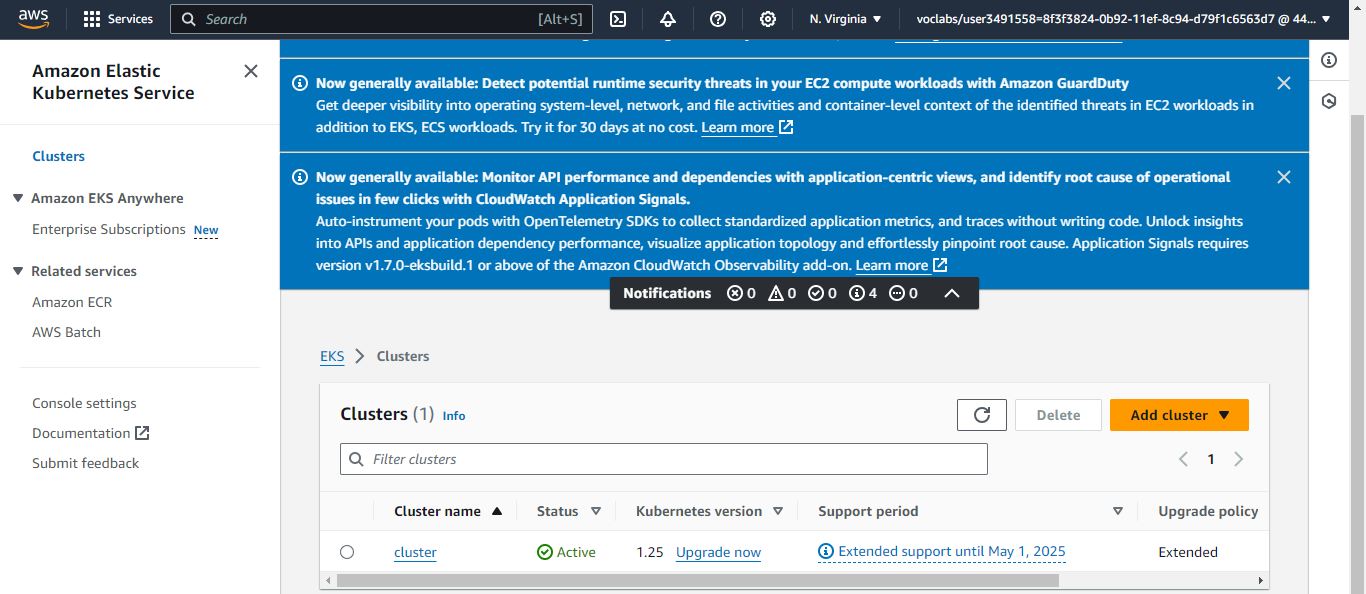 aws
Services
Search
[Alt+S]
N. Virginia
voclabs/user3491558=8f3f3824-0b92-11ef-8c94-d79f1c6563d7 @ 44...
Amazon Elastic
Kubernetes Service
Clusters
Amazon EKS Anywhere
Enterprise Subscriptions New
Related services
Amazon ECR
AWS Batch
Console settings
Documentation
Submit feedback
Now generally available: Detect potential runtime security threats in your EC2 compute workloads with Amazon GuardDuty
Get deeper visibility into operating system-level, network, and file activities and container-level context of the identified threats in EC2 workloads in
addition to EKS, ECS workloads. Try it for 30 days at no cost. Learn more
Now generally available: Monitor API performance and dependencies with application-centric views, and identify root cause of operational
issues in few clicks with CloudWatch Application Signals.
Auto-instrument your pods with OpenTelemetry SDKs to collect standardized application metrics, and traces without writing code. Unlock insights
into APIs and application dependency performance, visualize application topology and effortlessly pinpoint root cause. Application Signals requires
version v1.7.0-eksbuild.1 or above of the Amazon CloudWatch Observability add-on. Learn more
Notifications 0 0 0 4 0
EKS Clusters
Clusters (1) Info
Delete
Add cluster
Filter clusters
1
Cluster name Status Kubernetes version Support period Upgrade policy
cluster Active 1.25 Upgrade now Extended support until May 1, 2025 Extended